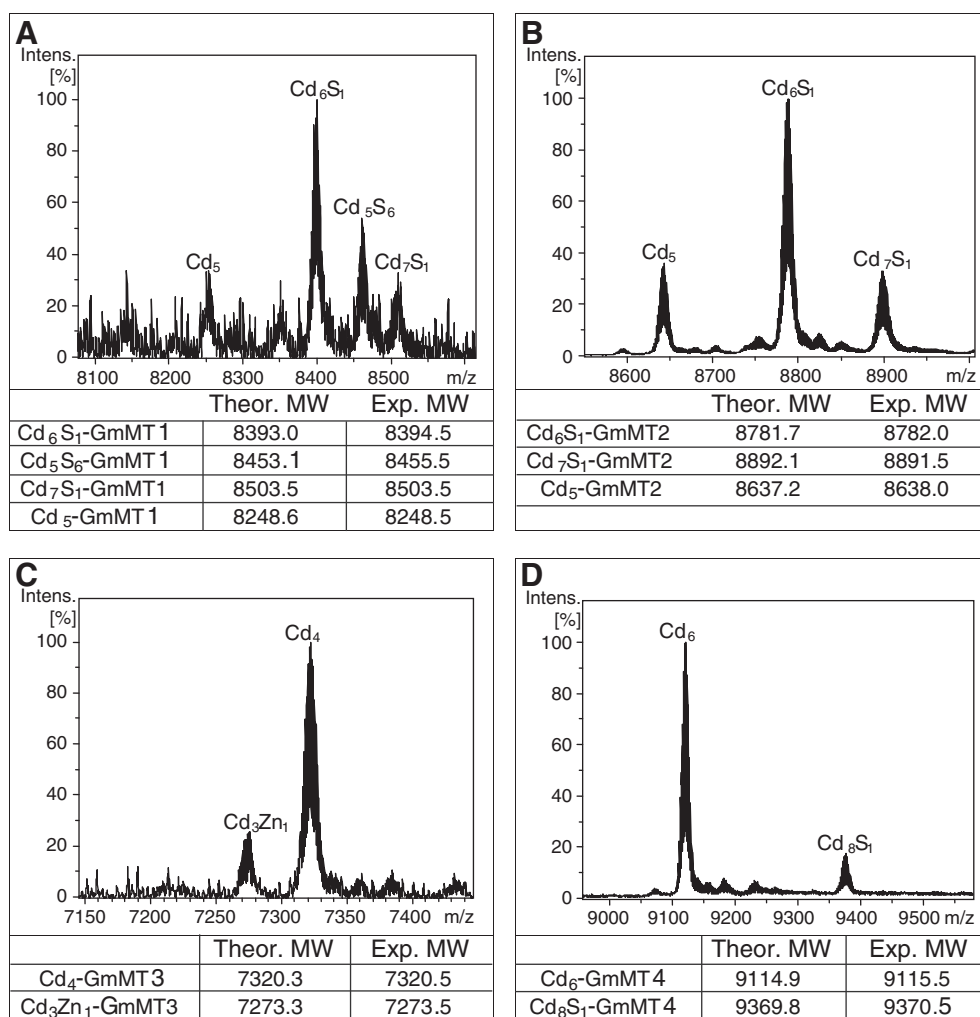 A
Intens.
[%]
100
80
60
40
20
0
Cd6S1
Cd5S6
Cd5
Cd7S1
8100 8200 8300 8400 8500 m/z
Theor. MW Exp. MW
Cd6S1-GmMT1 8393.0 8394.5
Cd5S6-GmMT1 8453.1 8455.5
Cd7S1-GmMT1 8503.5 8503.5
Cd5-GmMT1 8248.6 8248.5
B
Intens.
[%]
100
80
60
40
20
0
Cd6S1
Cd5
Cd7S1
8600 8700 8800 8900 m/z
Theor. MW Exp. MW
Cd6S1-GmMT2 8781.7 8782.0
Cd7S1-GmMT2 8892.1 8891.5
Cd5-GmMT2 8637.2 8638.0
C
Intens.
[%]
100
80
60
40
20
0
Cd4
Cd3Zn1
7150 7200 7250 7300 7350 7400 m/z
Theor. MW Exp. MW
Cd4-GmMT3 7320.3 7320.5
Cd3Zn1-GmMT3 7273.3 7273.5
D
Intens.
[%]
100
80
60
40
20
0
Cd6
Cd8S1
9000 9100 9200 9300 9400 9500 m/z
Theor. MW Exp. MW
Cd6-GmMT4 9114.9 9115.5
Cd8S1-GmMT4 9369.8 9370.5